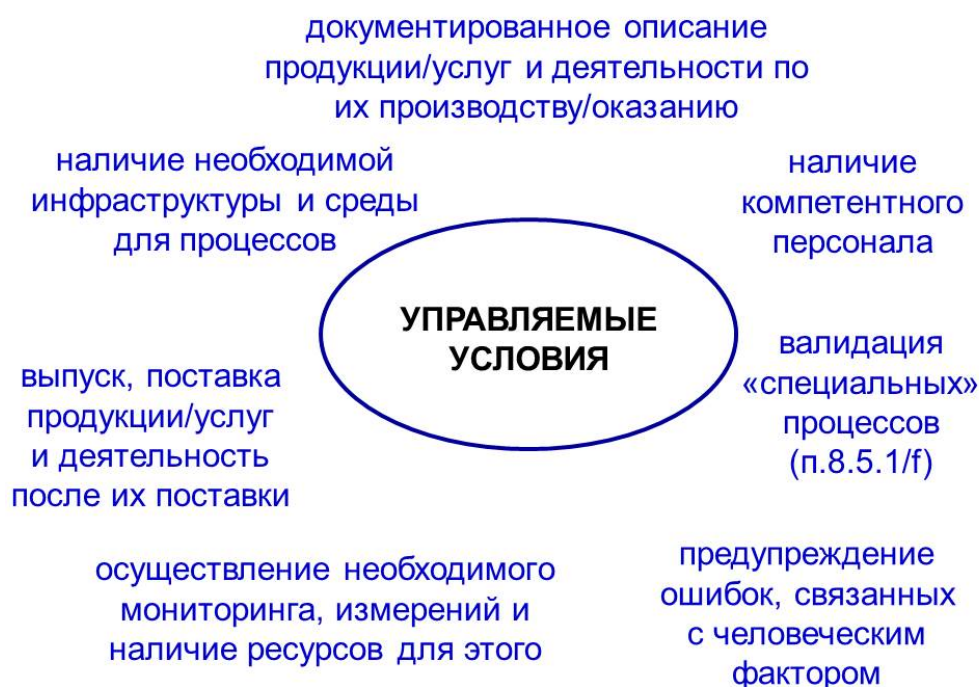 документированное описание
продукции/услуг и деятельности по
их производству/оказанию
наличие необходимой
инфраструктуры и среды
для процессов
наличие
компетентного
персонала
УПРАВЛЯЕМЫЕ
УСЛОВИЯ
выпуск, поставка
продукции/услуг
и деятельность
после их поставки
валидация
«специальных»
процессов
(п.8.5.1/f)
осуществление необходимого
мониторинга, измерений и
наличие ресурсов для этого
предупреждение
ошибок, связанных
с человеческим
фактором